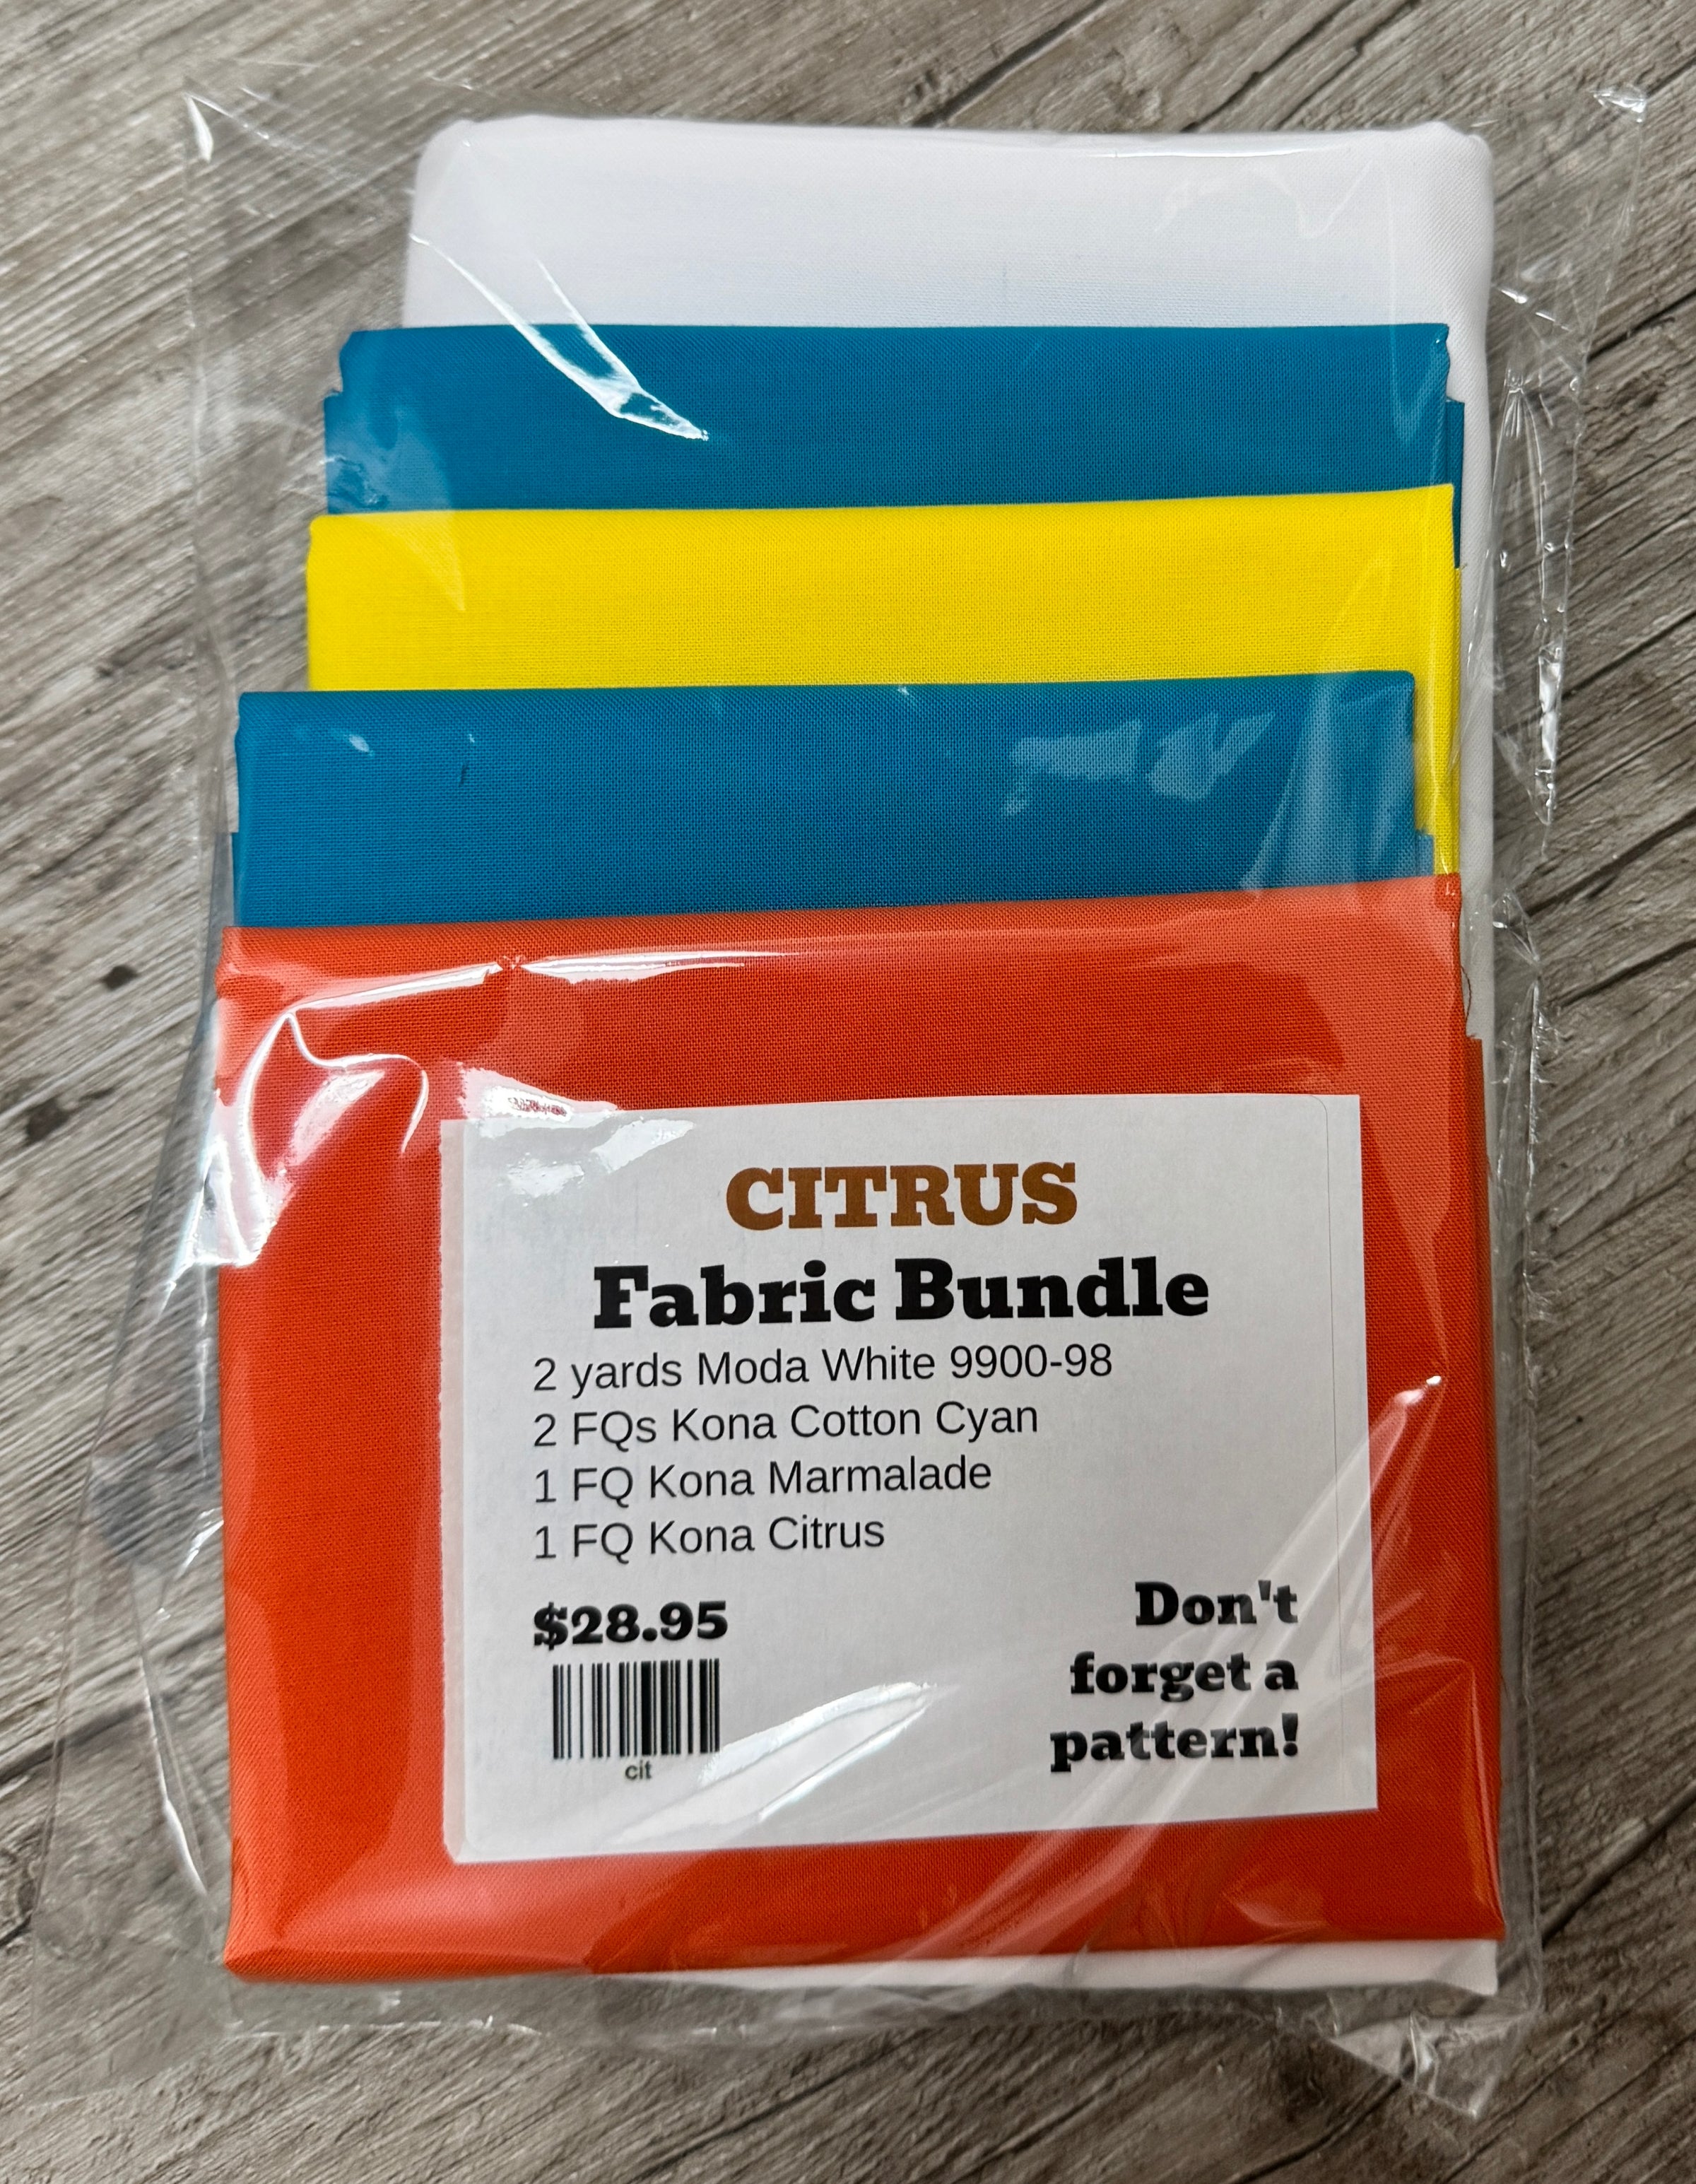 CITRUS
Fabric Bundle
2 yards Moda White 9900-98
2 FQs Kona Cotton Cyan
1 FQ Kona Marmalade
1 FQ Kona Citrus
$28.95
cit
Don't
forget a
pattern!